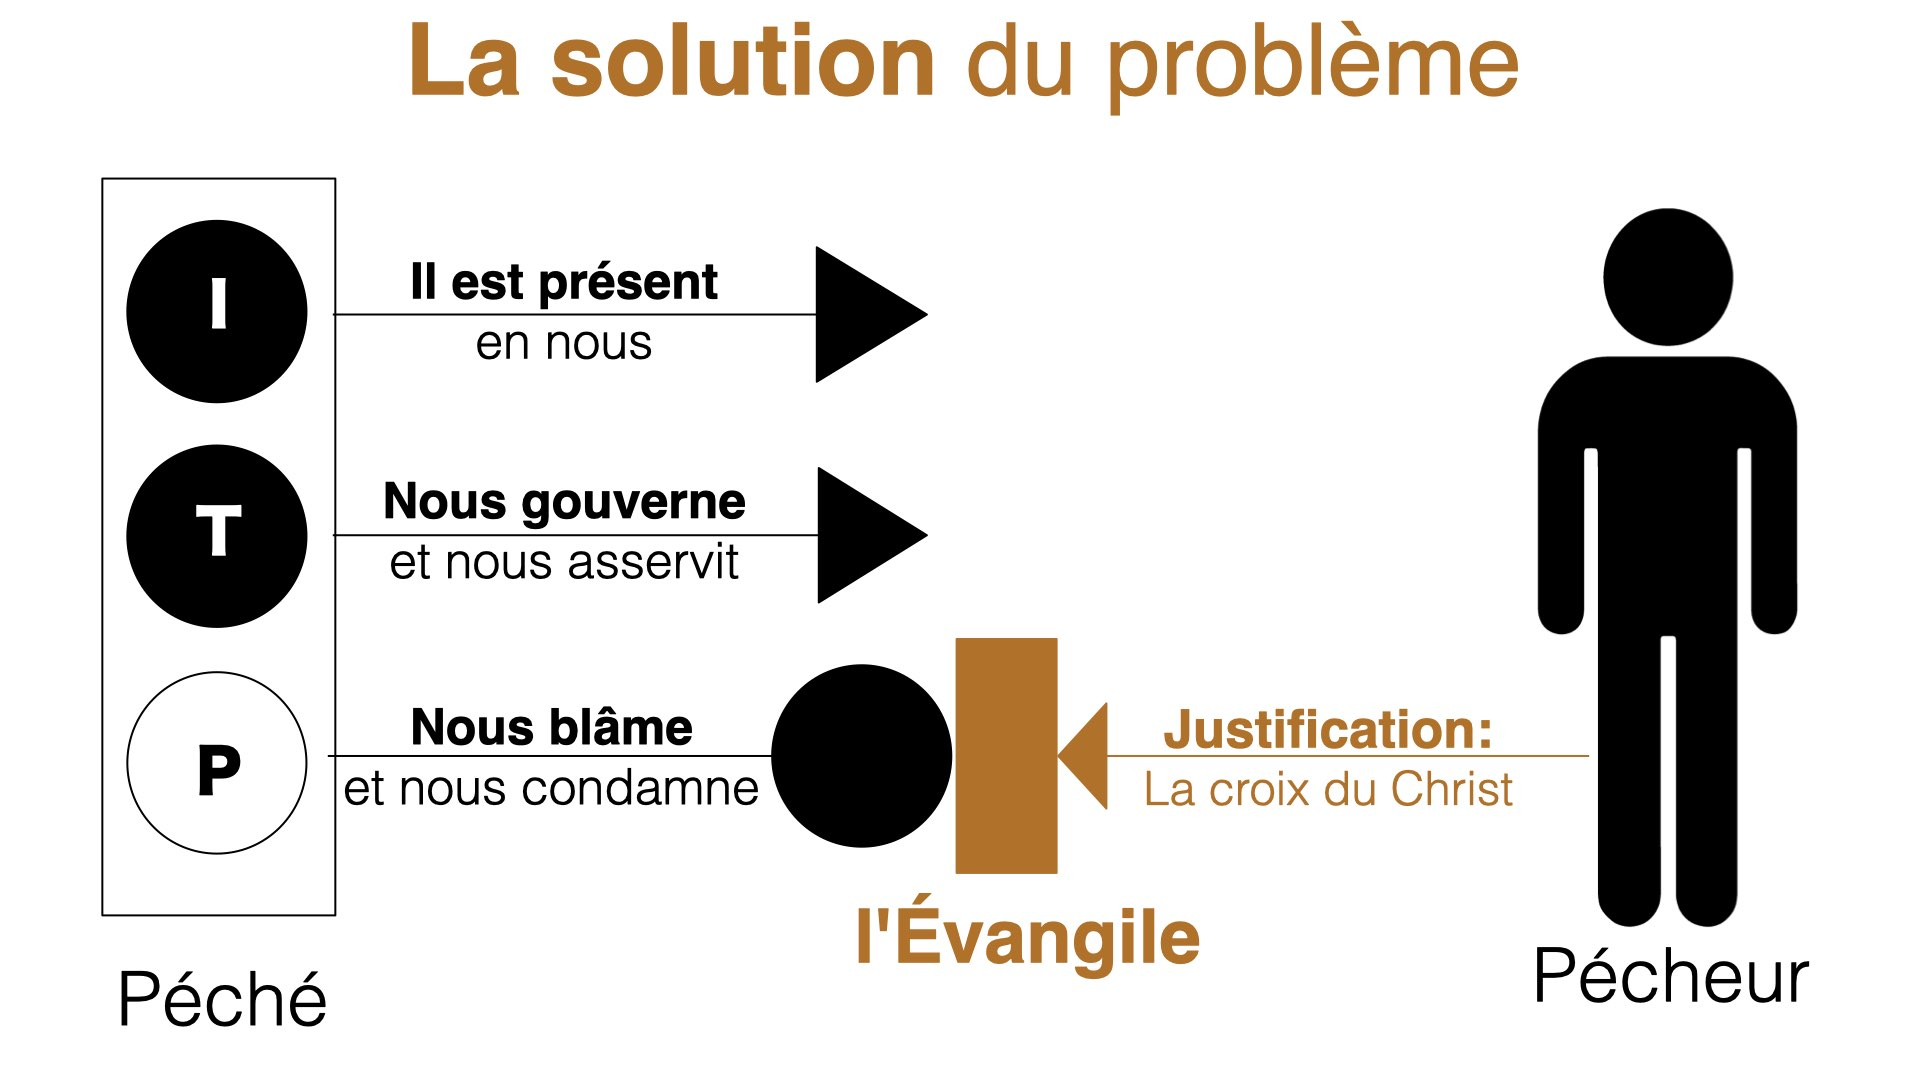 La solution du problème
I
Il est présent
en nous
T
Nous gouverne
et nous asservit
P
Nous blâme
et nous condamne
Justification:
La croix du Christ
l'Évangile
Péché
Pécheur